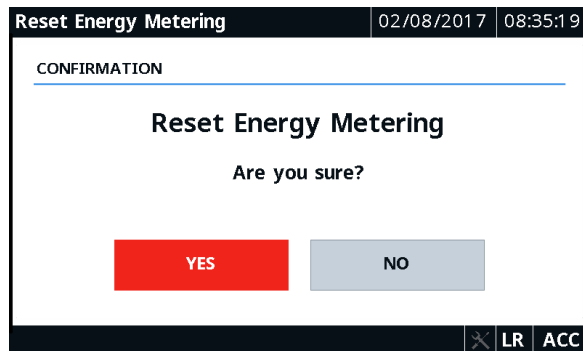 Reset Energy Metering 02/08/2017 08:35:19
CONFIRMATION
Reset Energy Metering
Are you sure?
YES NO
LR ACC